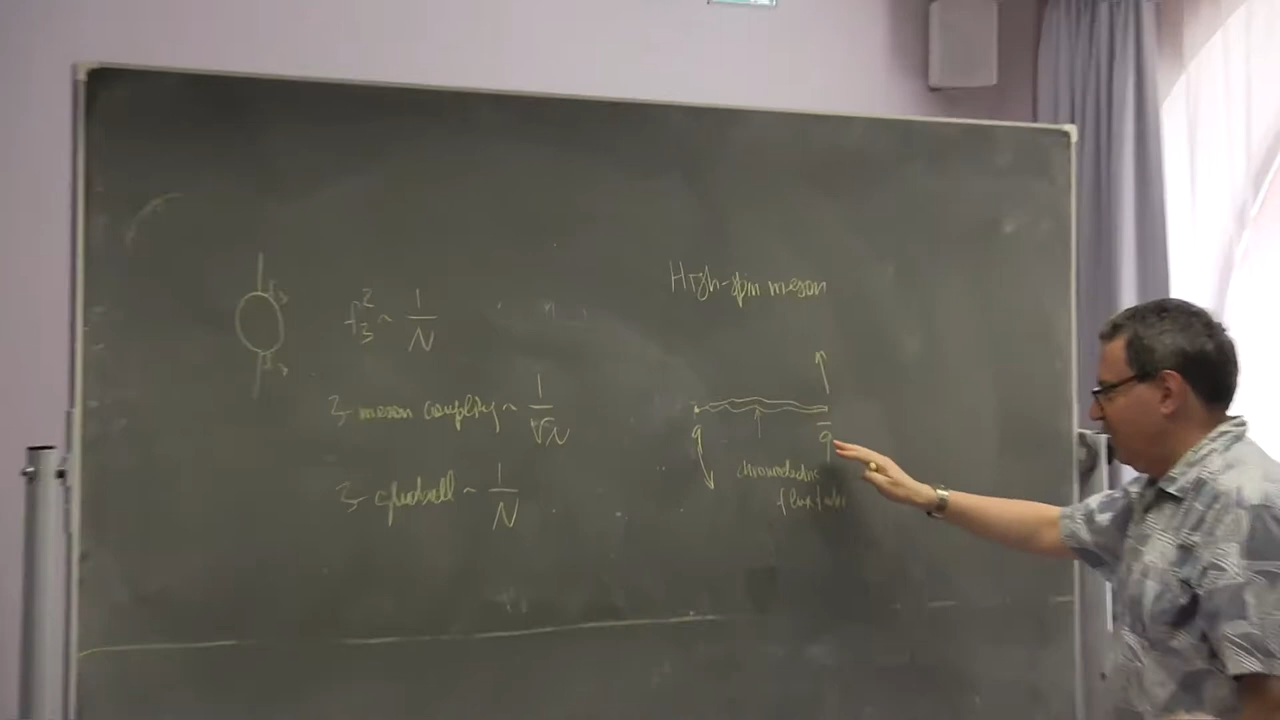 f₃² ~ 1/N
3-meson coupling ~ 1/√N
3-glueball ~ 1/N
High-spin meson
q
q̄
chromoelectric
flux tube